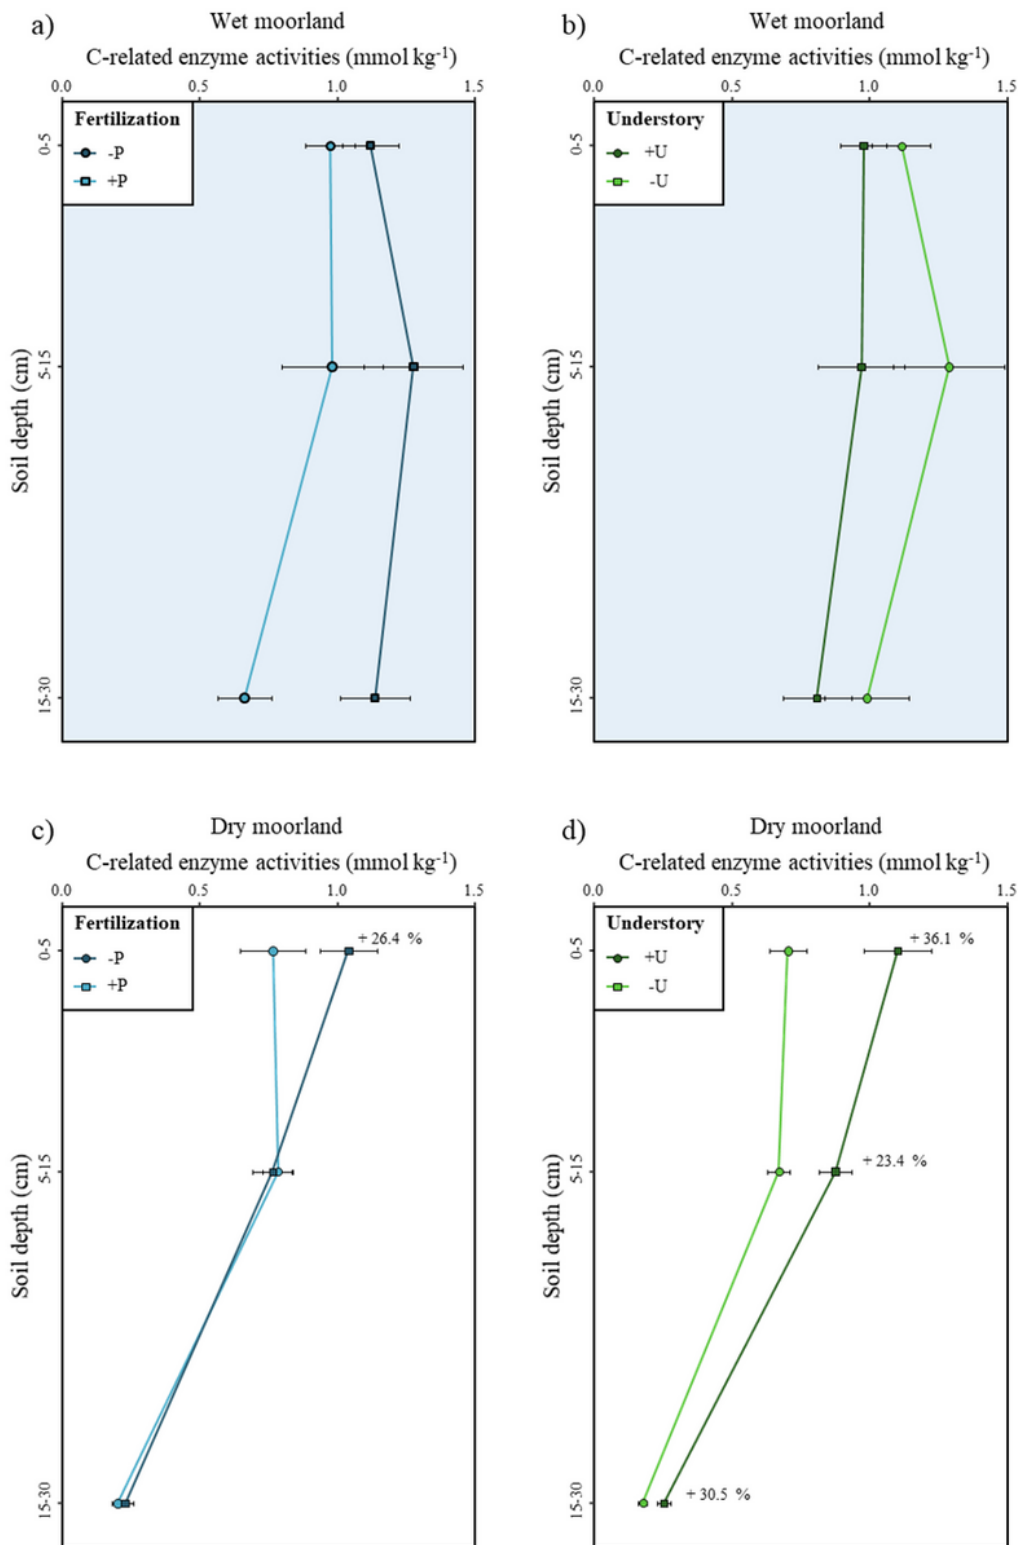 a)
Wet moorland
C-related enzyme activities (mmol kg⁻¹)
0.0 0.5 1.0 1.5
Fertilization
-P
+P
Soil depth (cm)
0-5
5-15
15-30
b)
Wet moorland
C-related enzyme activities (mmol kg⁻¹)
0.0 0.5 1.0 1.5
Understory
+U
-U
Soil depth (cm)
0-5
5-15
15-30
c)
Dry moorland
C-related enzyme activities (mmol kg⁻¹)
0.0 0.5 1.0 1.5
Fertilization
-P
+P
+ 26.4 %
Soil depth (cm)
0-5
5-15
15-30
d)
Dry moorland
C-related enzyme activities (mmol kg⁻¹)
0.0 0.5 1.0 1.5
Understory
+U
-U
+ 36.1 %
+ 23.4 %
+ 30.5 %
Soil depth (cm)
0-5
5-15
15-30